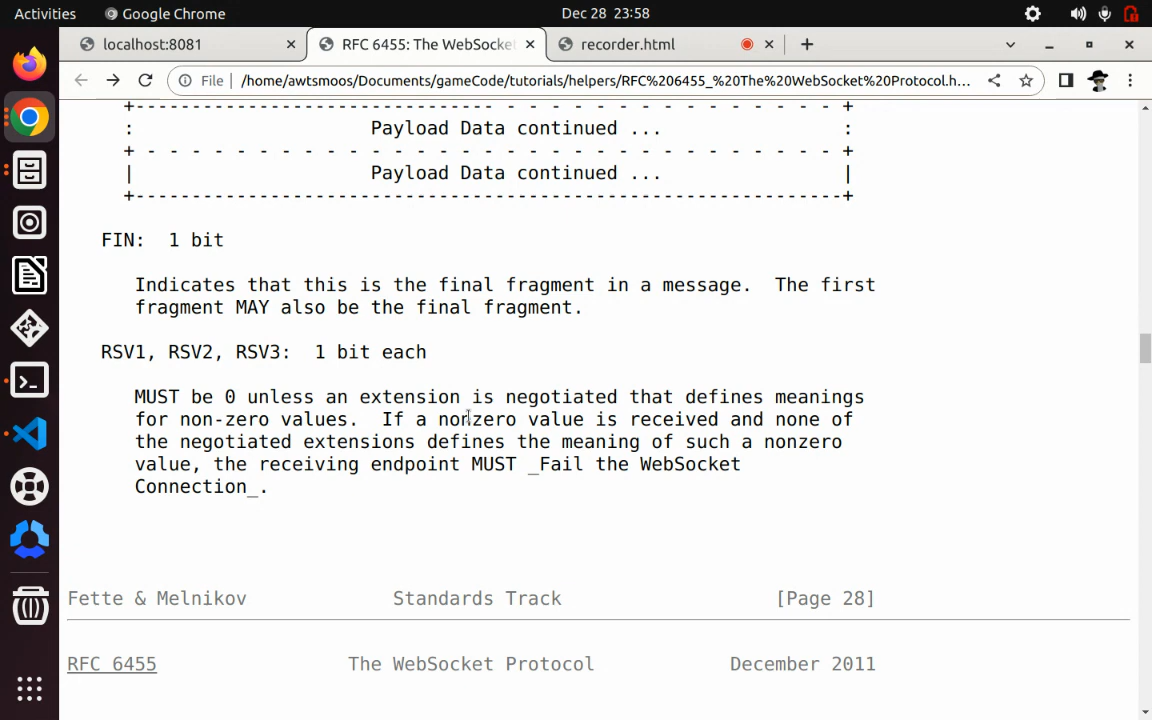 Activities Google Chrome Dec 28 23:58
localhost:8081 RFC 6455: The WebSocke recorder.html
File /home/awtsmoos/Documents/gameCode/tutorials/helpers/RFC%206455_%20The%20WebSocket%20Protocol.h...
+------------------------------- - - - - - - - - - - - - - - - - +
: Payload Data continued ... :
+ - - - - - - - - - - - - - - - - - - - - - - - - - - - - - - - +
| Payload Data continued ... |
+---------------------------------------------------------------+
FIN: 1 bit
Indicates that this is the final fragment in a message. The first
fragment MAY also be the final fragment.
RSV1, RSV2, RSV3: 1 bit each
MUST be 0 unless an extension is negotiated that defines meanings
for non-zero values. If a nonzero value is received and none of
the negotiated extensions defines the meaning of such a nonzero
value, the receiving endpoint MUST _Fail the WebSocket
Connection_.
Fette & Melnikov Standards Track [Page 28]
RFC 6455 The WebSocket Protocol December 2011